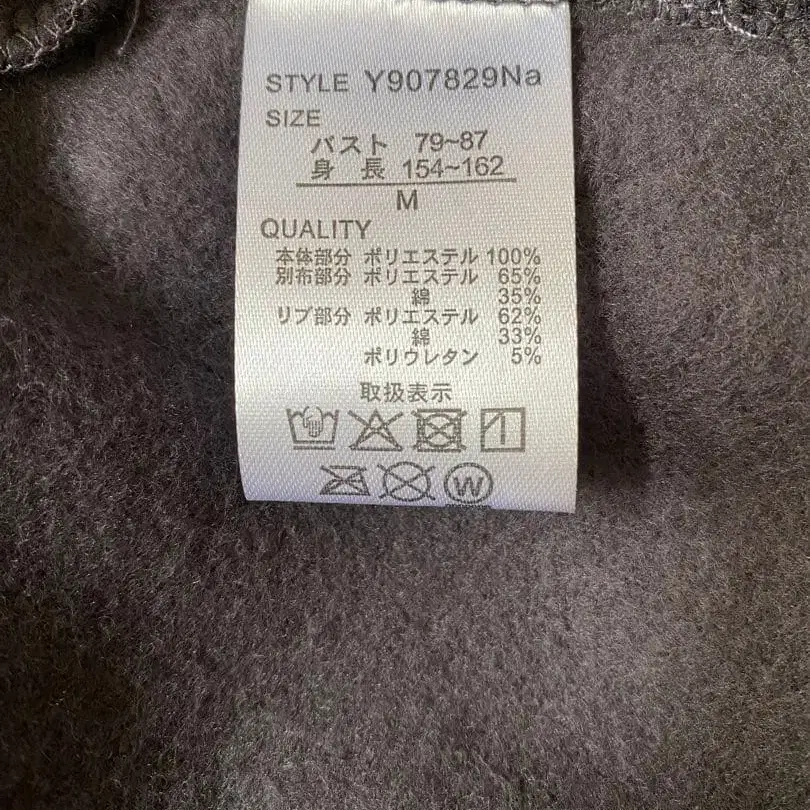 STYLE Y907829Na
SIZE
バスト 79~87
身 長 154~162
M
QUALITY
本体部分 ポリエステル 100%
別布部分 ポリエステル 65%
綿 35%
リブ部分 ポリエステル 62%
綿 33%
ポリウレタン 5%
取扱表示
W